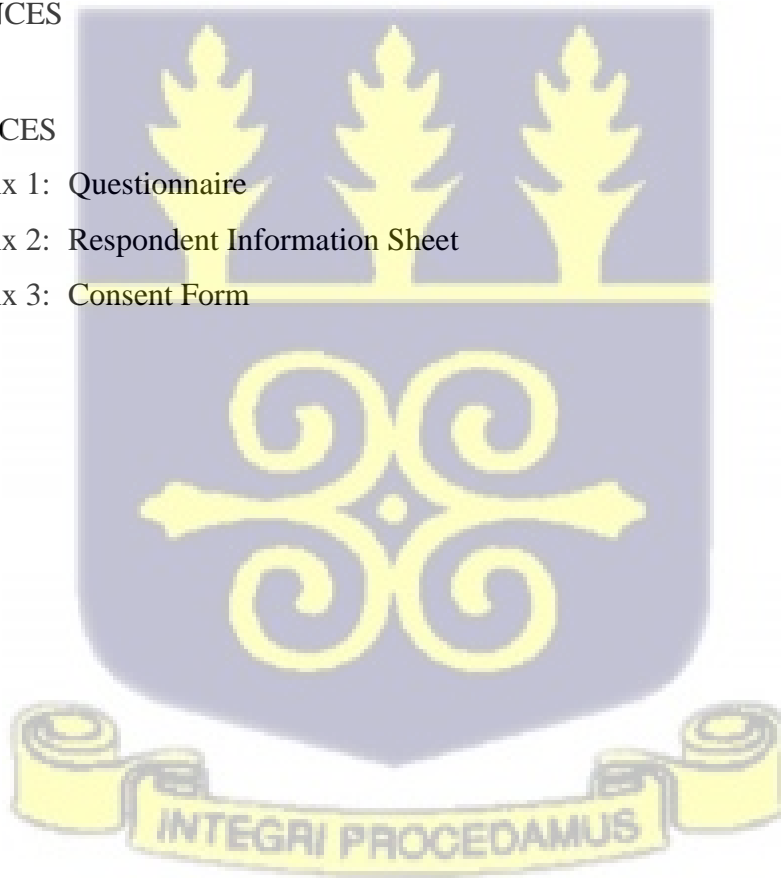 NCES
CES
x 1: Questionnaire
x 2: Respondent Information Sheet
x 3: Consent Form
INTEGRI PROCEDAMUS